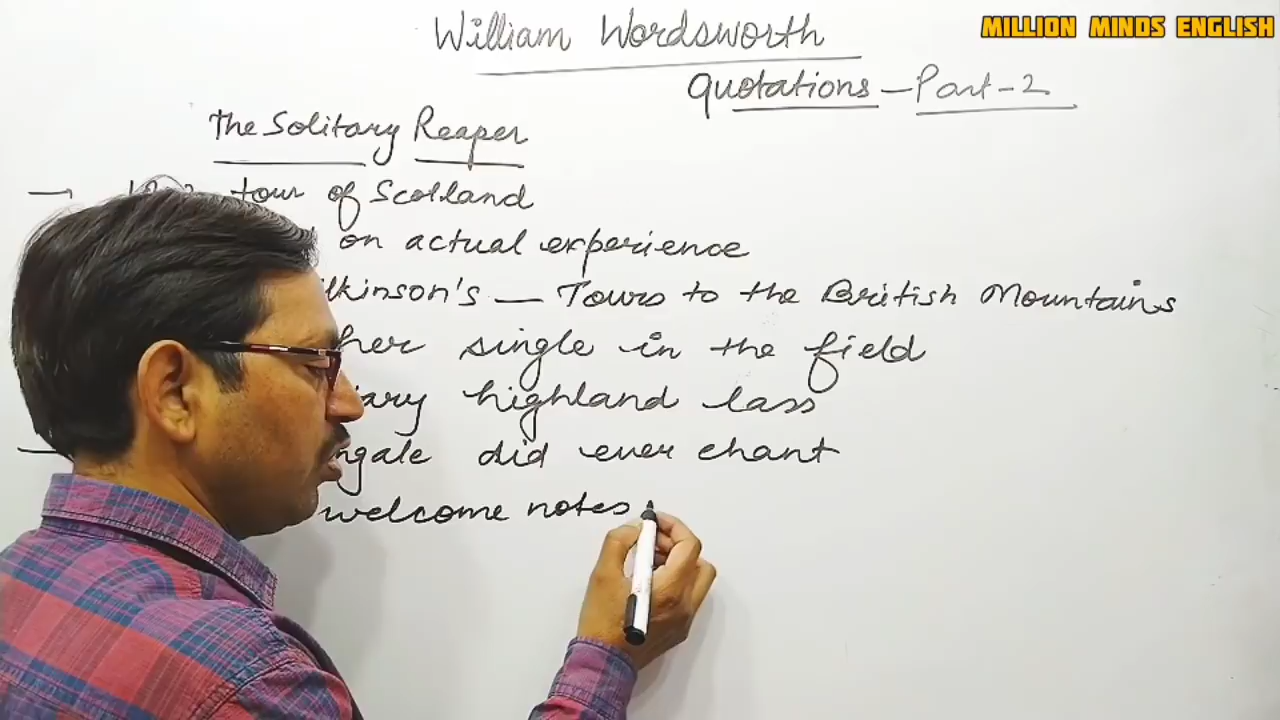 William Wordsworth
MILLION MINDS ENGLISH
Quotations - Part-2
The Solitary Reaper
→ tour of Scotland
on actual experience
ilkinson's — Tours to the British Mountains
her single in the field
highland lass
did ever chant
welcome notes